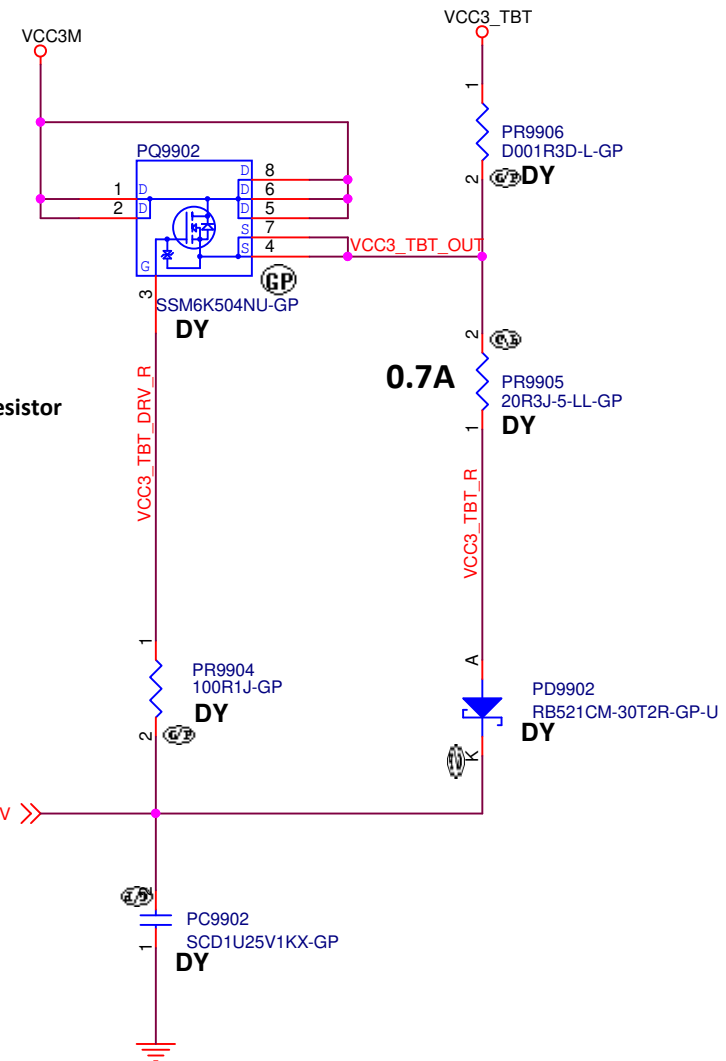 VCC3_TBT
VCC3M
1
PR9906
D001R3D-L-GP
2
G/P
DY
PQ9902
1
2
D
D
D
D
D
S
S
G
8
6
5
7
4
3
VCC3_TBT_OUT
GP
SSM6K504NU-GP
DY
2
0.7A
PR9905
20R3J-5-LL-GP
1
DY
esistor
VCC3_TBT_DRV_R
VCC3_TBT_R
1
PR9904
100R1J-GP
DY
2
G/P
A
PD9902
RB521CM-30T2R-GP-U
DY
K
V
2
PC9902
SCD1U25V1KX-GP
1
DY